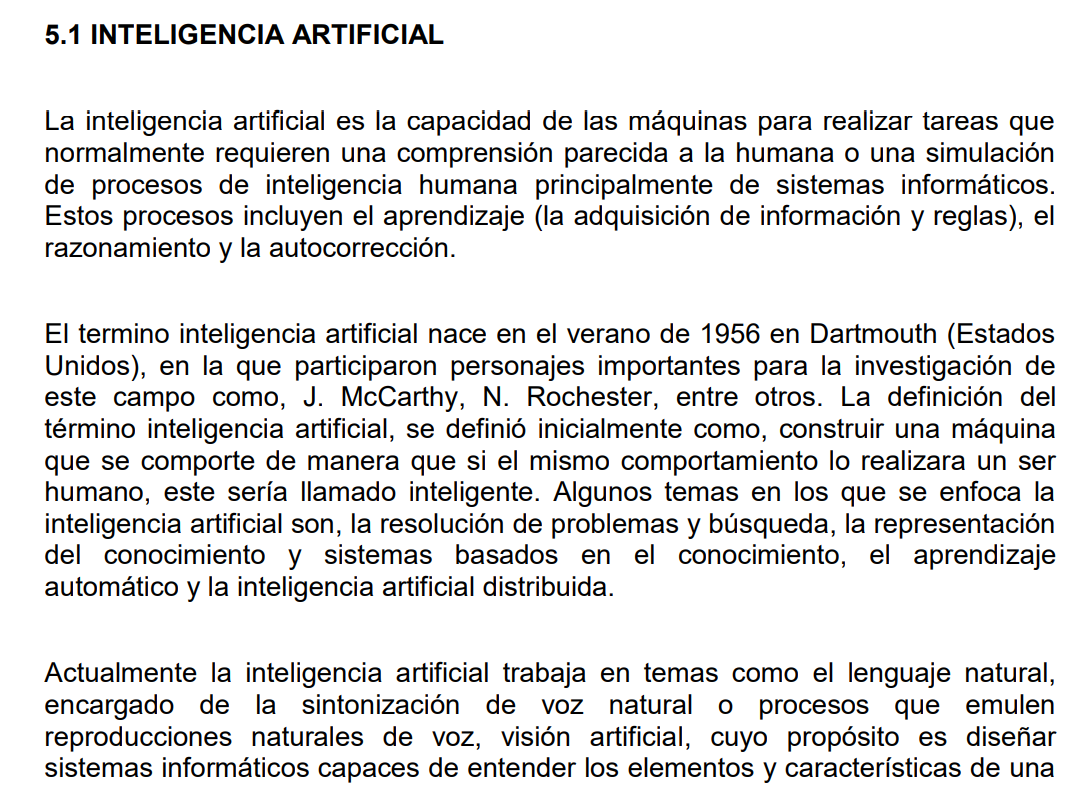 5.1 INTELIGENCIA ARTIFICIAL
La inteligencia artificial es la capacidad de las máquinas para realizar tareas que
normalmente requieren una comprensión parecida a la humana o una simulación
de procesos de inteligencia humana principalmente de sistemas informáticos.
Estos procesos incluyen el aprendizaje (la adquisición de información y reglas), el
razonamiento y la autocorrección.
El termino inteligencia artificial nace en el verano de 1956 en Dartmouth (Estados
Unidos), en la que participaron personajes importantes para la investigación de
este campo como, J. McCarthy, N. Rochester, entre otros. La definición del
término inteligencia artificial, se definió inicialmente como, construir una máquina
que se comporte de manera que si el mismo comportamiento lo realizara un ser
humano, este sería llamado inteligente. Algunos temas en los que se enfoca la
inteligencia artificial son, la resolución de problemas y búsqueda, la representación
del conocimiento y sistemas basados en el conocimiento, el aprendizaje
automático y la inteligencia artificial distribuida.
Actualmente la inteligencia artificial trabaja en temas como el lenguaje natural,
encargado de la sintonización de voz natural o procesos que emulen
reproducciones naturales de voz, visión artificial, cuyo propósito es diseñar
sistemas informáticos capaces de entender los elementos y características de una